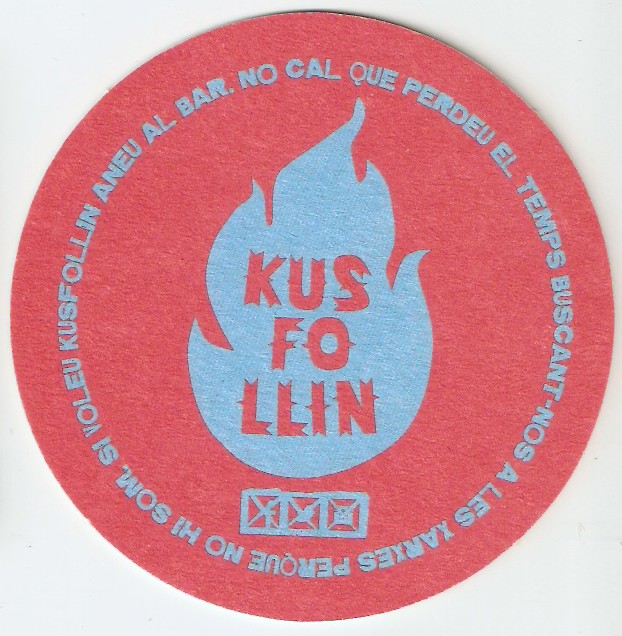 NO CAL QUE PERDEU EL TEMPS BUSCANT-NOS A LES XARXES PERQUE NO HI SOM. SI VOLEU KUSFOLLIN ANEU AL BAR.
KUS
FO
LLIN